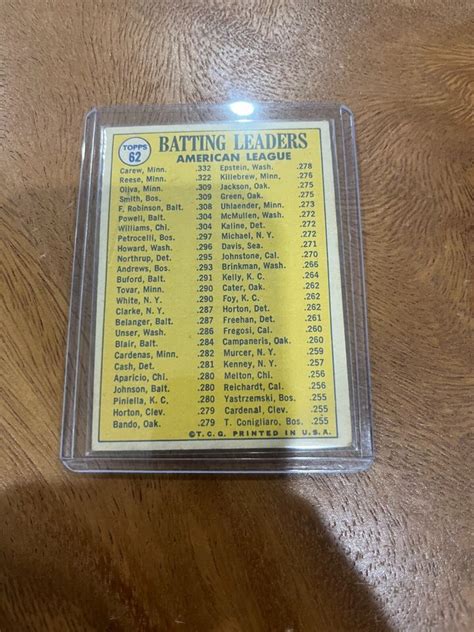 TOPPS
62
BATTING LEADERS
AMERICAN LEAGUE
Carew, Minn. .332
Reese, Minn. .322
Oliva, Minn. .309
Smith, Bos. .309
F. Robinson, Balt. .308
Powell, Balt. .304
Williams, Chi. .304
Petrocelli, Bos. .297
Howard, Wash. .296
Northrup, Det. .295
Andrews, Bos. .293
Buford, Balt. .291
Tovar, Minn. .290
White, N. Y. .290
Clarke, N. Y. .287
Belanger, Balt. .287
Unser, Wash. .286
Blair, Balt. .284
Cardenas, Minn. .282
Cash, Det. .281
Aparicio, Chi. .280
Johnson, Balt. .280
Piniella, K. C. .280
Horton, Clev. .279
Bando, Oak. .279
Epstein, Wash. .278
Killebrew, Minn. .276
Jackson, Oak. .275
Green, Oak. .275
Uhlaender, Minn. .273
McMullen, Wash. .272
Kaline, Det. .272
Michael, N. Y. .272
Davis, Sea. .271
Johnstone, Cal. .270
Brinkman, Wash. .266
Kelly, K. C. .264
Cater, Oak. .262
Foy, K. C. .262
Horton, Det. .262
Freehan, Det. .261
Fregosi, Cal. .260
Campaneris, Oak. .260
Murcer, N. Y. .259
Kenney, N. Y. .257
Melton, Chi. .256
Reichardt, Cal. .256
Yastrzemski, Bos. .255
Cardenal, Clev. .255
T. Conigliaro, Bos. .255
©T.C.G. PRINTED IN U.S.A.